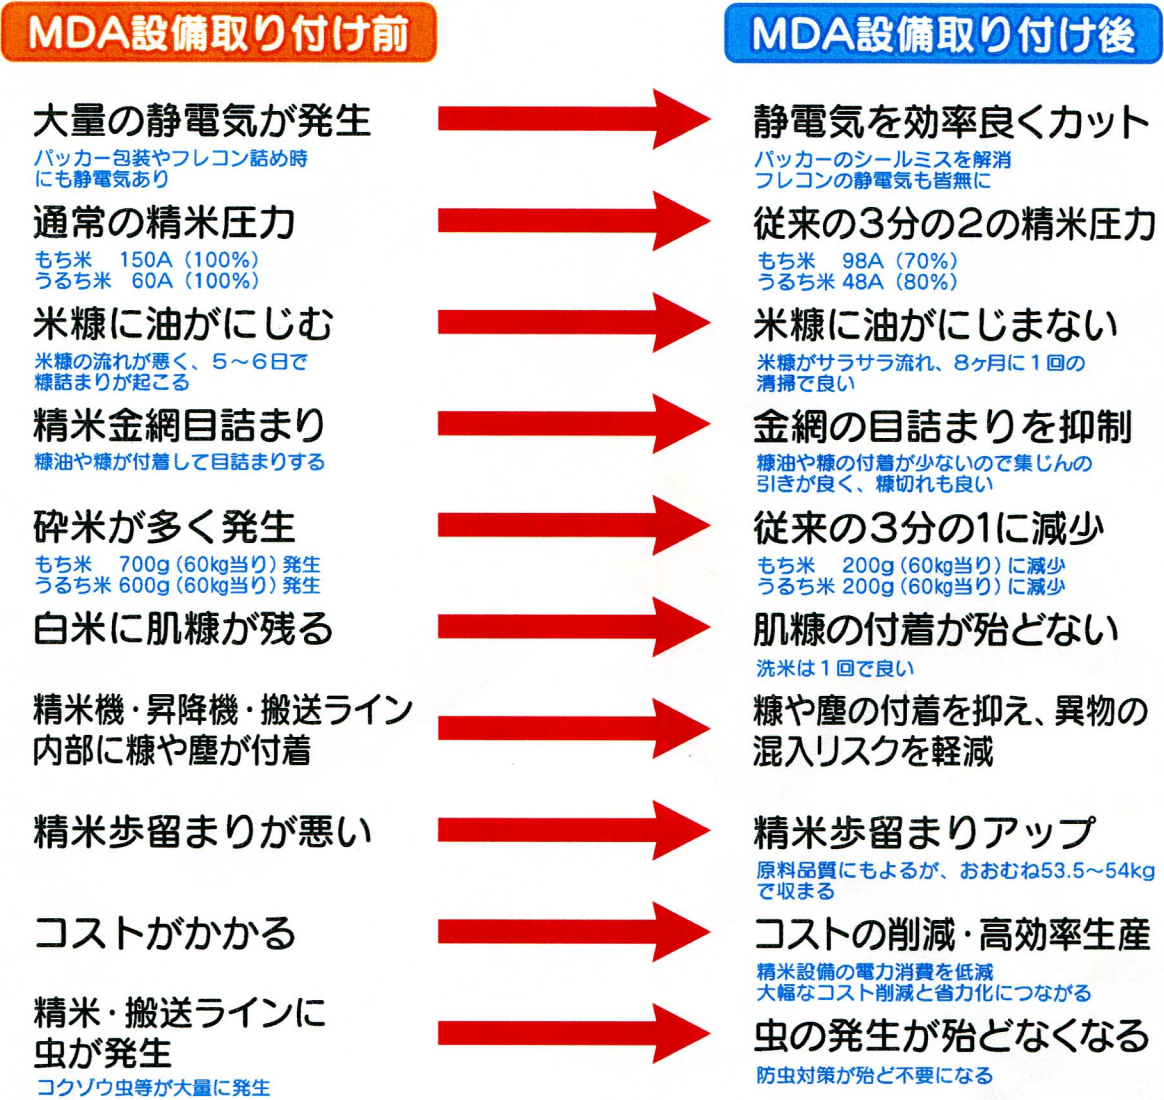 MDA設備取り付け前
MDA設備取り付け後
大量の静電気が発生
パッカー包装やフレコン詰め時
にも静電気あり
静電気を効率良くカット
パッカーのシールミスを解消
フレコンの静電気も皆無に
通常の精米圧力
もち米 150A（100%）
うるち米 60A（100%）
従来の3分の2の精米圧力
もち米 98A（70%）
うるち米 48A（80%）
米糠に油がにじむ
米糠の流れが悪く、５〜６日で
糠詰まりが起こる
米糠に油がにじまない
米糠がサラサラ流れ、８ヶ月に１回の
清掃で良い
精米金網目詰まり
糠油や糠が付着して目詰まりする
金網の目詰まりを抑制
糠油や糠の付着が少ないので集じんの
引きが良く、糠切れも良い
砕米が多く発生
もち米 700g（60㎏当り）発生
うるち米 600g（60㎏当り）発生
従来の3分の1に減少
もち米 200g（60㎏当り）に減少
うるち米 200g（60㎏当り）に減少
白米に肌糠が残る
肌糠の付着が殆どない
洗米は１回で良い
精米機・昇降機・搬送ライン
内部に糠や塵が付着
糠や塵の付着を抑え、異物の
混入リスクを軽減
精米歩留まりが悪い
精米歩留まりアップ
原料品質にもよるが、おおむね53.5〜54kg
で収まる
コストがかかる
コストの削減・高効率生産
精米設備の電力消費を低減
大幅なコスト削減と省力化につながる
精米・搬送ラインに
虫が発生
コクゾウ虫等が大量に発生
虫の発生が殆どなくなる
防虫対策が殆ど不要になる